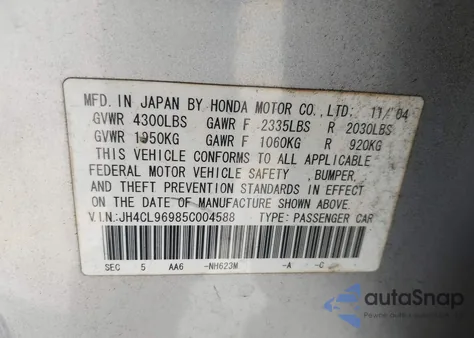 MFD. IN JAPAN BY HONDA MOTOR CO., LTD: 11/04
GVWR 4300LBS GAWR F 2335LBS R 2030LBS
GVWR 1950KG GAWR F 1060KG R 920KG
THIS VEHICLE CONFORMS TO ALL APPLICABLE
FEDERAL MOTOR VEHICLE SAFETY , BUMPER,
AND THEFT PREVENTION STANDARDS IN EFFECT
ON THE DATE OF MANUFACTURE SHOWN ABOVE.
V.I.N.:JH4CL96985C004588 TYPE: PASSENGER CAR
SEC 5 AA6 -NH623M -A -C
autoSnap